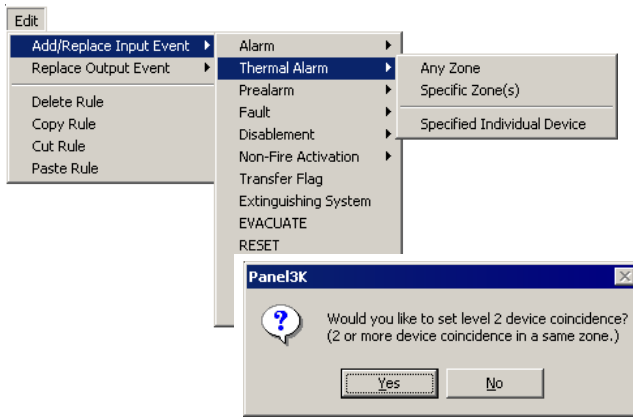 Edit
Add/Replace Input Event
Replace Output Event
Delete Rule
Copy Rule
Cut Rule
Paste Rule
Alarm
Thermal Alarm
Prealarm
Fault
Disablement
Non-Fire Activation
Transfer Flag
Extinguishing System
EVACUATE
RESET
Any Zone
Specific Zone(s)
Specified Individual Device
Panel3K
Would you like to set level 2 device coincidence?
(2 or more device coincidence in a same zone.)
Yes
No